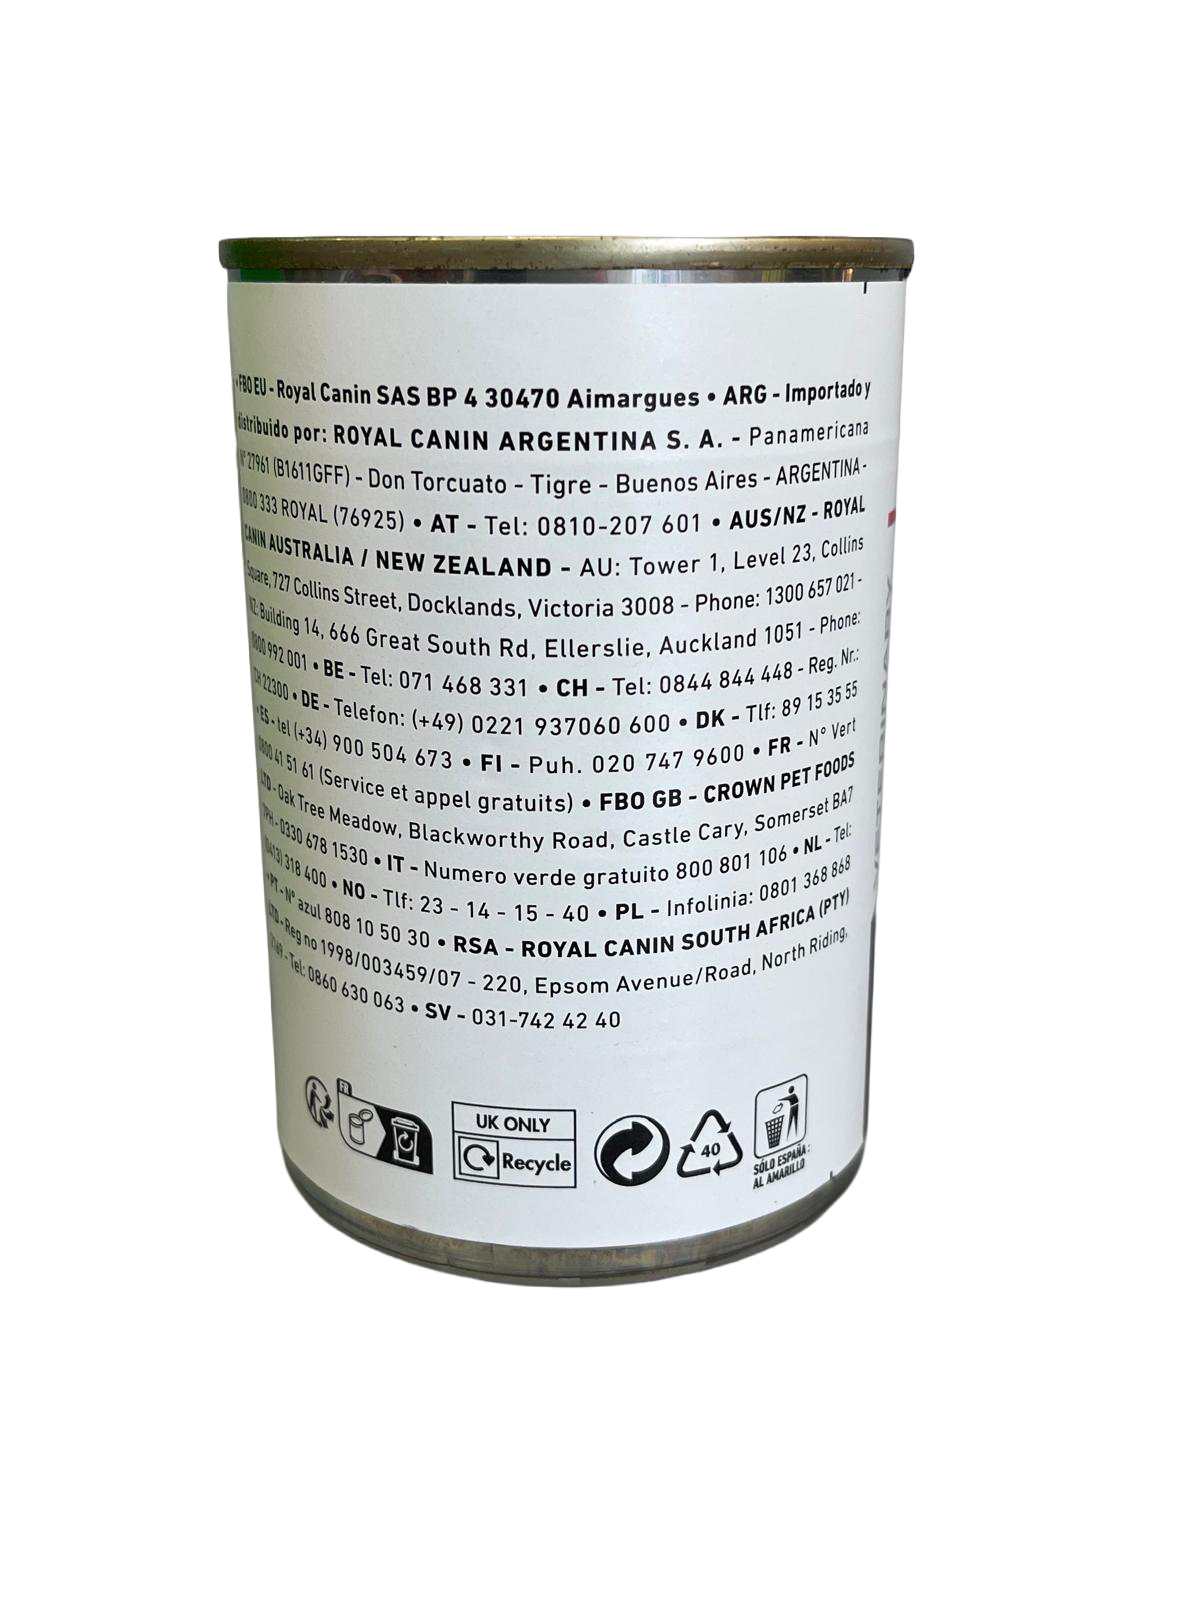 • FBO EU - Royal Canin SAS BP 4 30470 Aimargues • ARG - Importado y
distribuido por: ROYAL CANIN ARGENTINA S. A. - Panamericana
N° 27961 (B1611GFF) - Don Torcuato - Tigre - Buenos Aires - ARGENTINA -
0800 333 ROYAL (76925) • AT - Tel: 0810-207 601 • AUS/NZ - ROYAL
CANIN AUSTRALIA / NEW ZEALAND - AU: Tower 1, Level 23, Collins
Square, 727 Collins Street, Docklands, Victoria 3008 - Phone: 1300 657 021 -
NZ: Building 14, 666 Great South Rd, Ellerslie, Auckland 1051 - Phone:
0800 992 001 • BE - Tel: 071 468 331 • CH - Tel: 0844 844 448 - Reg. Nr.:
CH 22300 • DE - Telefon: (+49) 0221 937060 600 • DK - Tlf: 89 15 35 55
• ES - tel (+34) 900 504 673 • FI - Puh. 020 747 9600 • FR - N° Vert
0800 41 51 61 (Service et appel gratuits) • FBO GB - CROWN PET FOODS
LTD - Oak Tree Meadow, Blackworthy Road, Castle Cary, Somerset BA7
7PH - 0330 678 1530 • IT - Numero verde gratuito 800 801 106 • NL - Tel:
(0413) 318 400 • NO - Tlf: 23 - 14 - 15 - 40 • PL - Infolinia: 0801 368 868
• PT - N° azul 808 10 50 30 • RSA - ROYAL CANIN SOUTH AFRICA (PTY)
LTD - Reg no 1998/003459/07 - 220, Epsom Avenue/Road, North Riding,
2169 - Tel: 0860 630 063 • SV - 031-742 42 40
FR
UK ONLY
Recycle
40
SÓLO ESPAÑA:
AL AMARILLO
VETERINARY